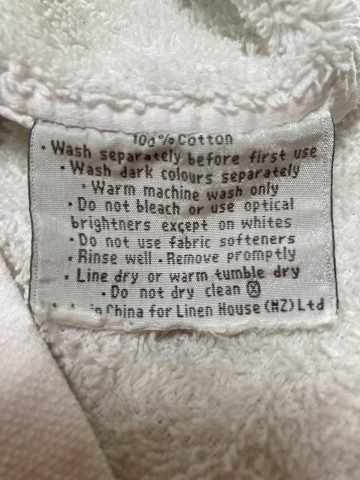 100% Cotton
· Wash separately before first use
· Wash dark colours separately
· Warm machine wash only
· Do not bleach or use optical
brightners except on whites
· Do not use fabric softeners
· Rinse well · Remove promptly
· Line dry or warm tumble dry
· Do not dry clean ⓧ
in China for Linen House (NZ) Ltd